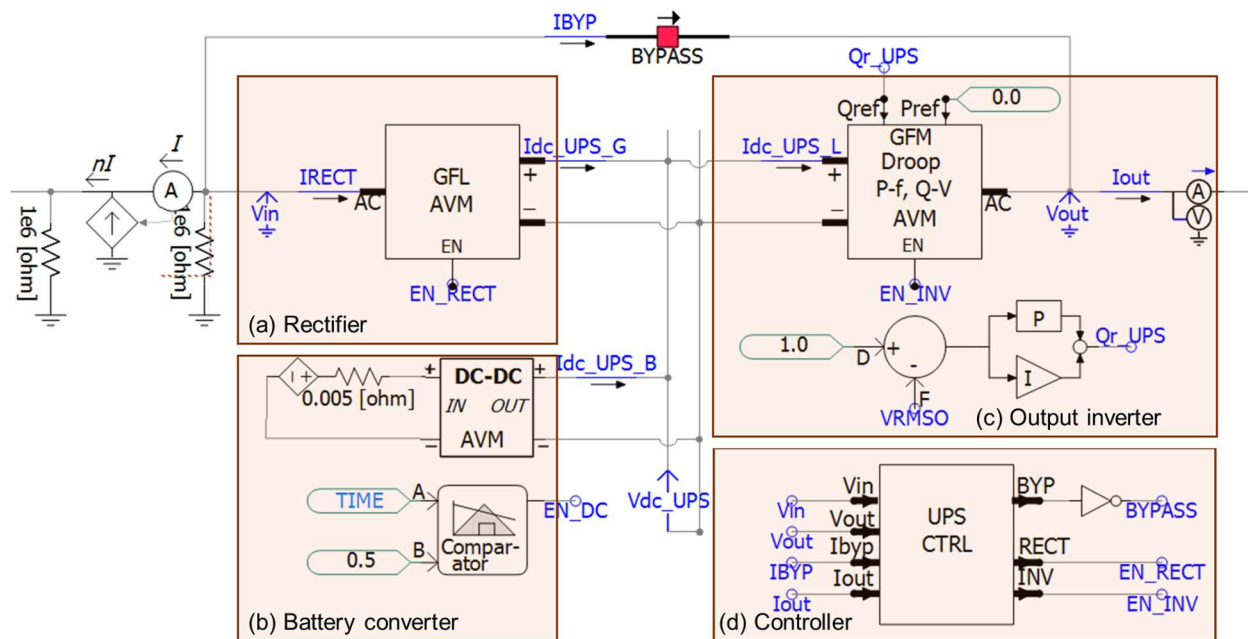 IBYP
BYPASS
nI
I
A
1e6 [ohm]
1e6 [ohm]
Vin
IRECT
AC
GFL
AVM
EN
+
−
Idc_UPS_G
EN_RECT
(a) Rectifier
0.005 [ohm]
- +
+
−
DC-DC
IN OUT
AVM
+
−
Idc_UPS_B
TIME
A
0.5
B
Compar-
ator
EN_DC
(b) Battery converter
Vdc_UPS
Qr_UPS
0.0
Qref Pref
Idc_UPS_L
+
−
GFM
Droop
P-f, Q-V
AVM
EN
AC
EN_INV
Vout
Iout
A
V
1.0
D
+
-
F
VRMSO
P
I
Qr_UPS
(c) Output inverter
Vin
Vin
Vout
Vout
Ibyp
IBYP
Iout
Iout
UPS
CTRL
BYP
BYPASS
RECT
EN_RECT
INV
EN_INV
(d) Controller